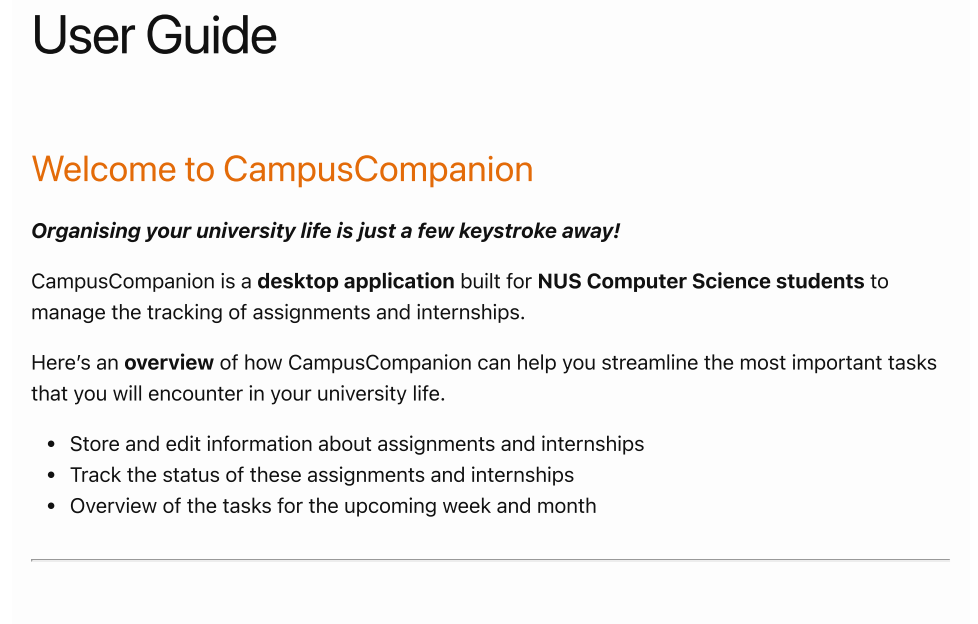 User Guide
Welcome to CampusCompanion
Organising your university life is just a few keystroke away!
CampusCompanion is a desktop application built for NUS Computer Science students to
manage the tracking of assignments and internships.
Here's an overview of how CampusCompanion can help you streamline the most important tasks
that you will encounter in your university life.
• Store and edit information about assignments and internships
• Track the status of these assignments and internships
• Overview of the tasks for the upcoming week and month